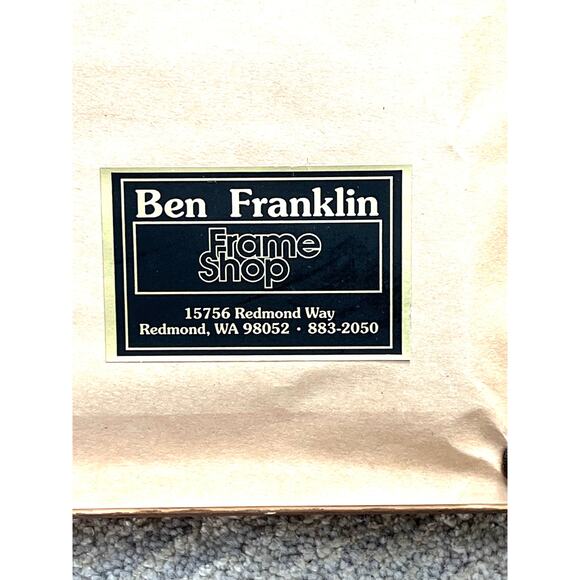 Ben Franklin
Frame
Shop
15756 Redmond Way
Redmond, WA 98052 • 883-2050